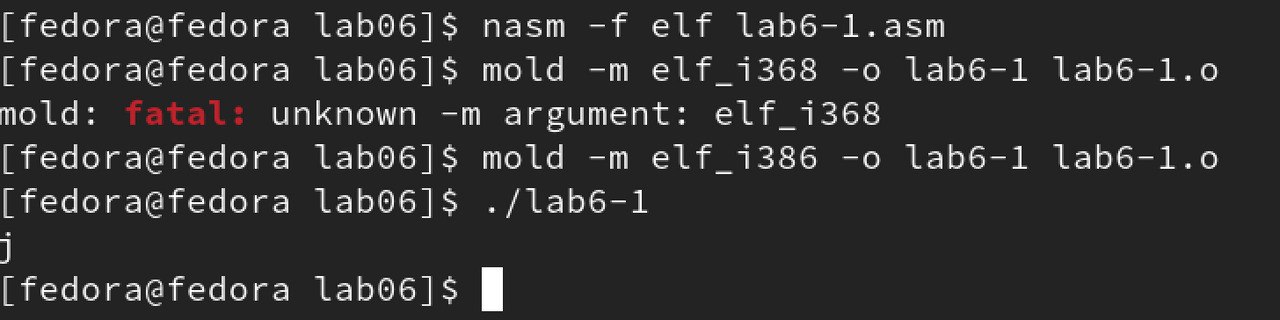 [fedora@fedora lab06]$ nasm -f elf lab6-1.asm
[fedora@fedora lab06]$ mold -m elf_i368 -o lab6-1 lab6-1.o
mold: fatal: unknown -m argument: elf_i368
[fedora@fedora lab06]$ mold -m elf_i386 -o lab6-1 lab6-1.o
[fedora@fedora lab06]$ ./lab6-1
j
[fedora@fedora lab06]$